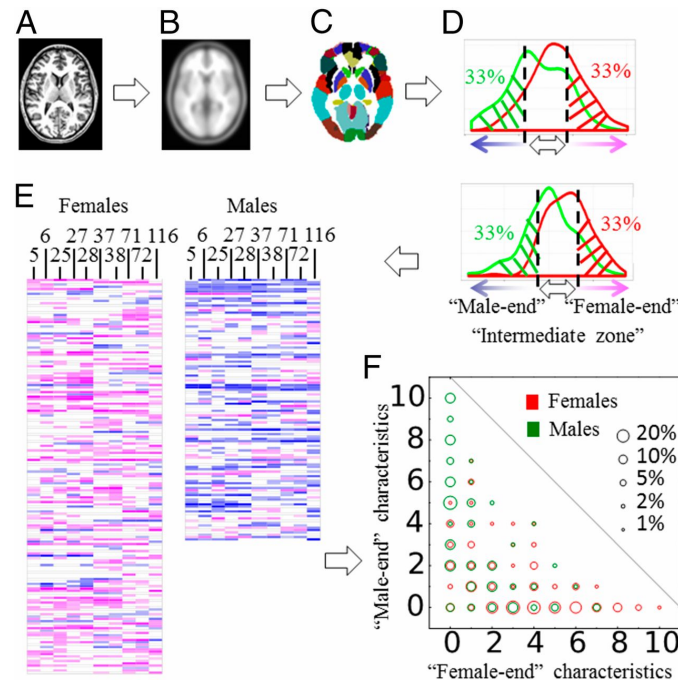 A
B
C
D
33%
33%
33%
33%
“Male-end” “Female-end”
“Intermediate zone”
E
Females
Males
6 27 37 71 116
5 25 28 38 72
6 27 37 71 116
5 25 28 38 72
F
Females
Males
20%
10%
5%
2%
1%
10
8
6
4
2
0
“Male-end” characteristics
0 2 4 6 8 10
“Female-end” characteristics